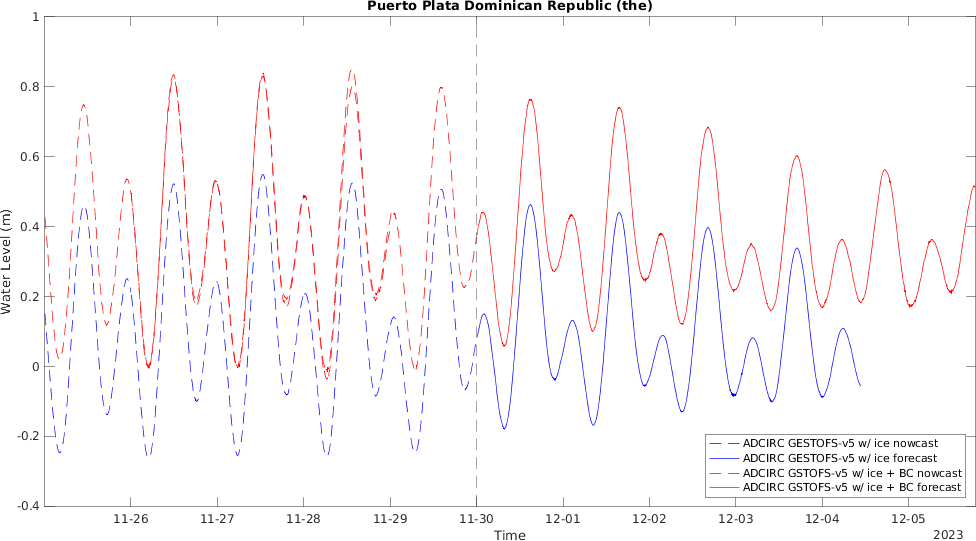 Puerto Plata Dominican Republic (the)
1
0.8
0.6
0.4
0.2
0
-0.2
-0.4
Water Level (m)
ADCIRC GESTOFS-v5 w/ ice nowcast
ADCIRC GESTOFS-v5 w/ ice forecast
ADCIRC GSTOFS-v5 w/ ice + BC nowcast
ADCIRC GSTOFS-v5 w/ ice + BC forecast
11-26 11-27 11-28 11-29 11-30 12-01 12-02 12-03 12-04 12-05
Time
2023